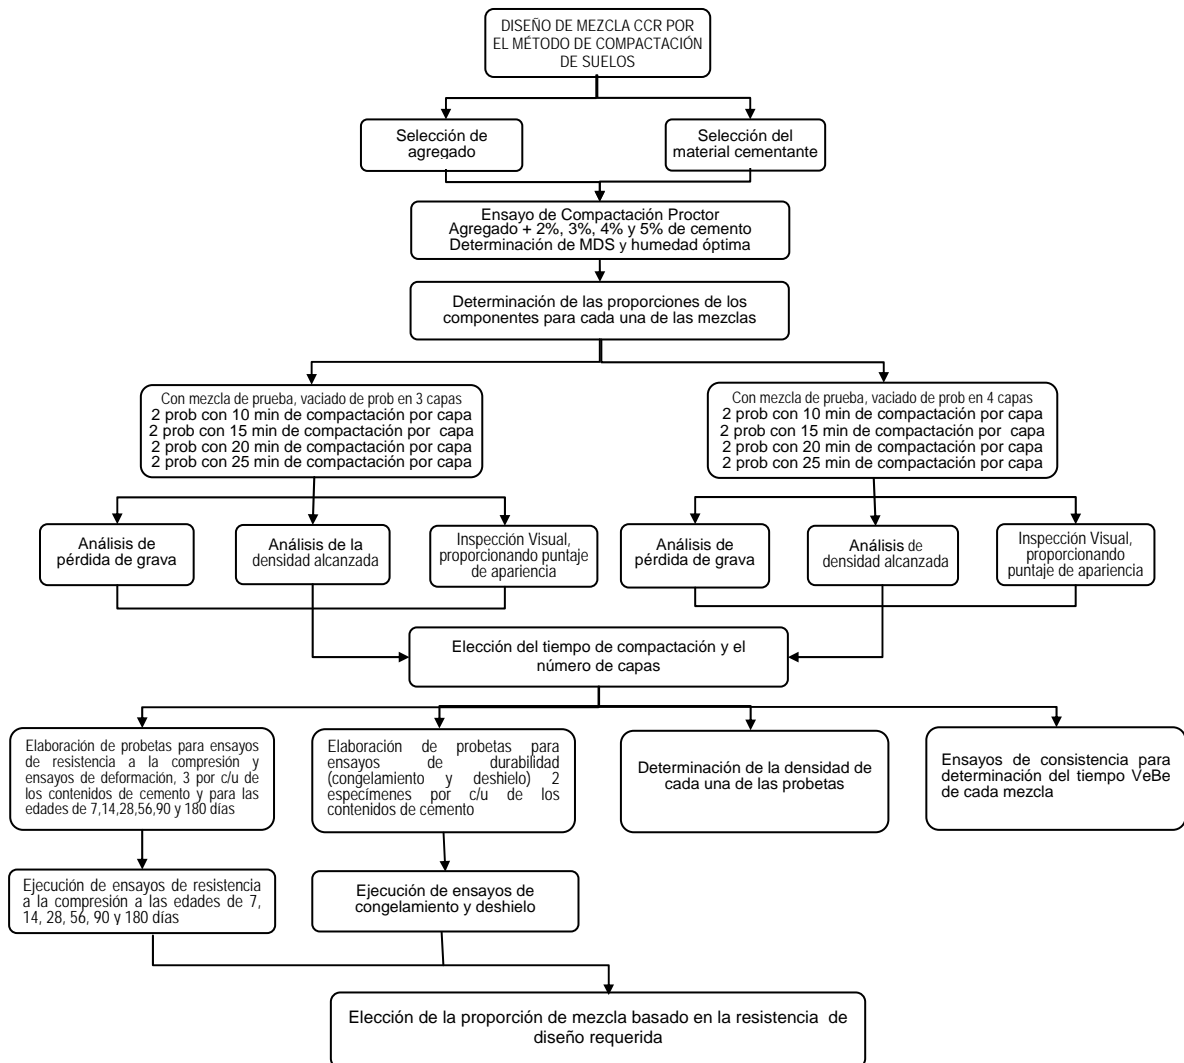 DISEÑO DE MEZCLA CCR POR
EL MÉTODO DE COMPACTACIÓN
DE SUELOS
Selección de
agregado
Selección del
material cementante
Ensayo de Compactación Proctor
Agregado + 2%, 3%, 4% y 5% de cemento
Determinación de MDS y humedad óptima
Determinación de las proporciones de los
componentes para cada una de las mezclas
Con mezcla de prueba, vaciado de prob en 3 capas
2 prob con 10 min de compactación por capa
2 prob con 15 min de compactación por capa
2 prob con 20 min de compactación por capa
2 prob con 25 min de compactación por capa
Con mezcla de prueba, vaciado de prob en 4 capas
2 prob con 10 min de compactación por capa
2 prob con 15 min de compactación por capa
2 prob con 20 min de compactación por capa
2 prob con 25 min de compactación por capa
Análisis de
pérdida de grava
Análisis de la
densidad alcanzada
Inspección Visual,
proporcionando puntaje
de apariencia
Análisis de
pérdida de grava
Análisis de
densidad alcanzada
Inspección Visual,
proporcionando
puntaje de apariencia
Elección del tiempo de compactación y el
número de capas
Elaboración de probetas para ensayos
de resistencia a la compresión y
ensayos de deformación, 3 por c/u de
los contenidos de cemento y para las
edades de 7,14,28,56,90 y 180 días
Elaboración de probetas para
ensayos de durabilidad
(congelamiento y deshielo) 2
especímenes por c/u de los
contenidos de cemento
Determinación de la densidad de
cada una de las probetas
Ensayos de consistencia para
determinación del tiempo VeBe
de cada mezcla
Ejecución de ensayos de resistencia
a la compresión a las edades de 7,
14, 28, 56, 90 y 180 días
Ejecución de ensayos de
congelamiento y deshielo
Elección de la proporción de mezcla basado en la resistencia de
diseño requerida